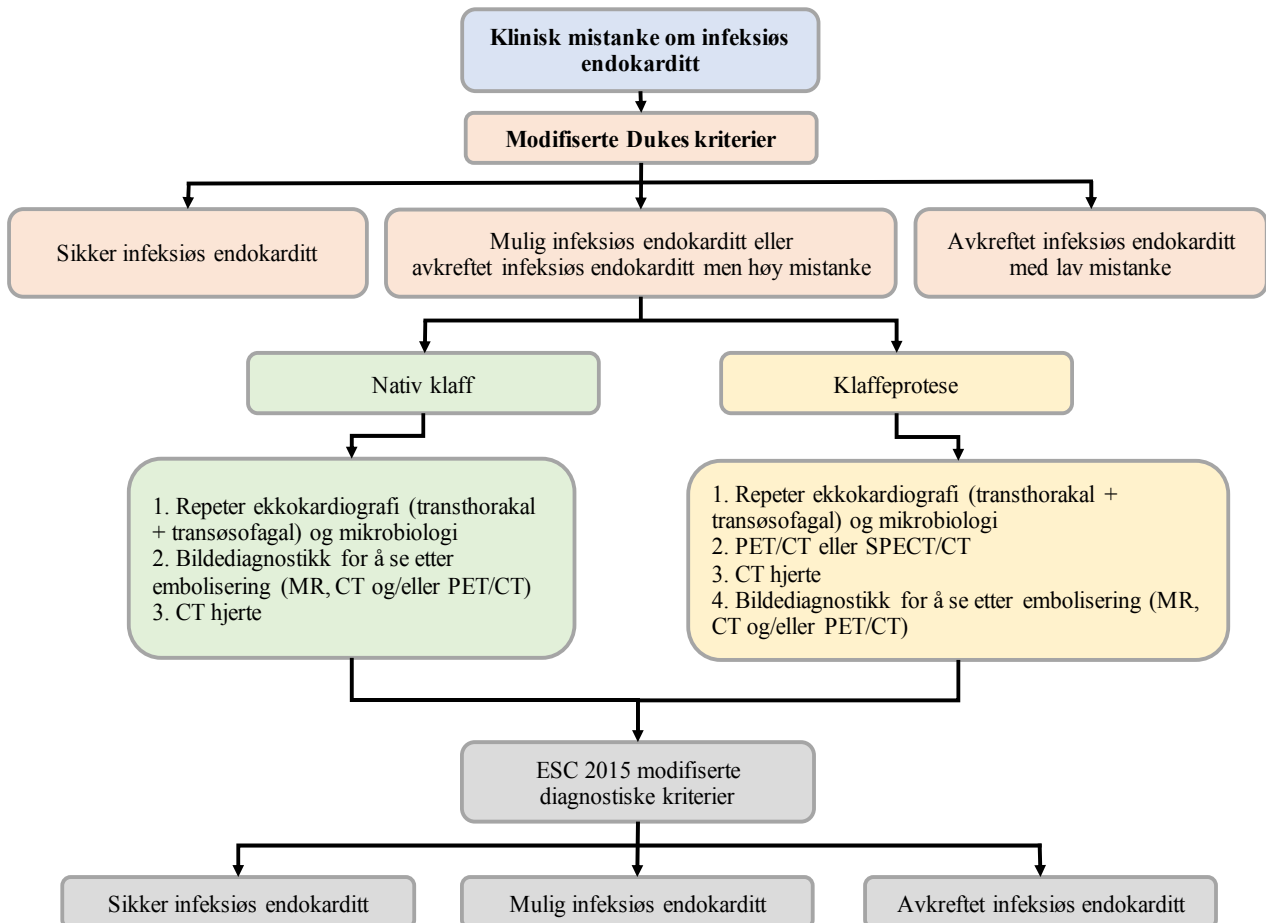 Klinisk mistanke om infeksiøs
endokarditt
Modifiserte Dukes kriterier
Sikker infeksiøs endokarditt
Mulig infeksiøs endokarditt eller
avkreftet infeksiøs endokarditt men høy mistanke
Avkreftet infeksiøs endokarditt
med lav mistanke
Nativ klaff
Klaffeprotese
1. Repeter ekkokardiografi (transthorakal
+ transøsofagal) og mikrobiologi
2. Bildediagnostikk for å se etter
embolisering (MR, CT og/eller PET/CT)
3. CT hjerte
1. Repeter ekkokardiografi (transthorakal +
transøsofagal) og mikrobiologi
2. PET/CT eller SPECT/CT
3. CT hjerte
4. Bildediagnostikk for å se etter embolisering (MR,
CT og/eller PET/CT)
ESC 2015 modifiserte
diagnostiske kriterier
Sikker infeksiøs endokarditt
Mulig infeksiøs endokarditt
Avkreftet infeksiøs endokarditt